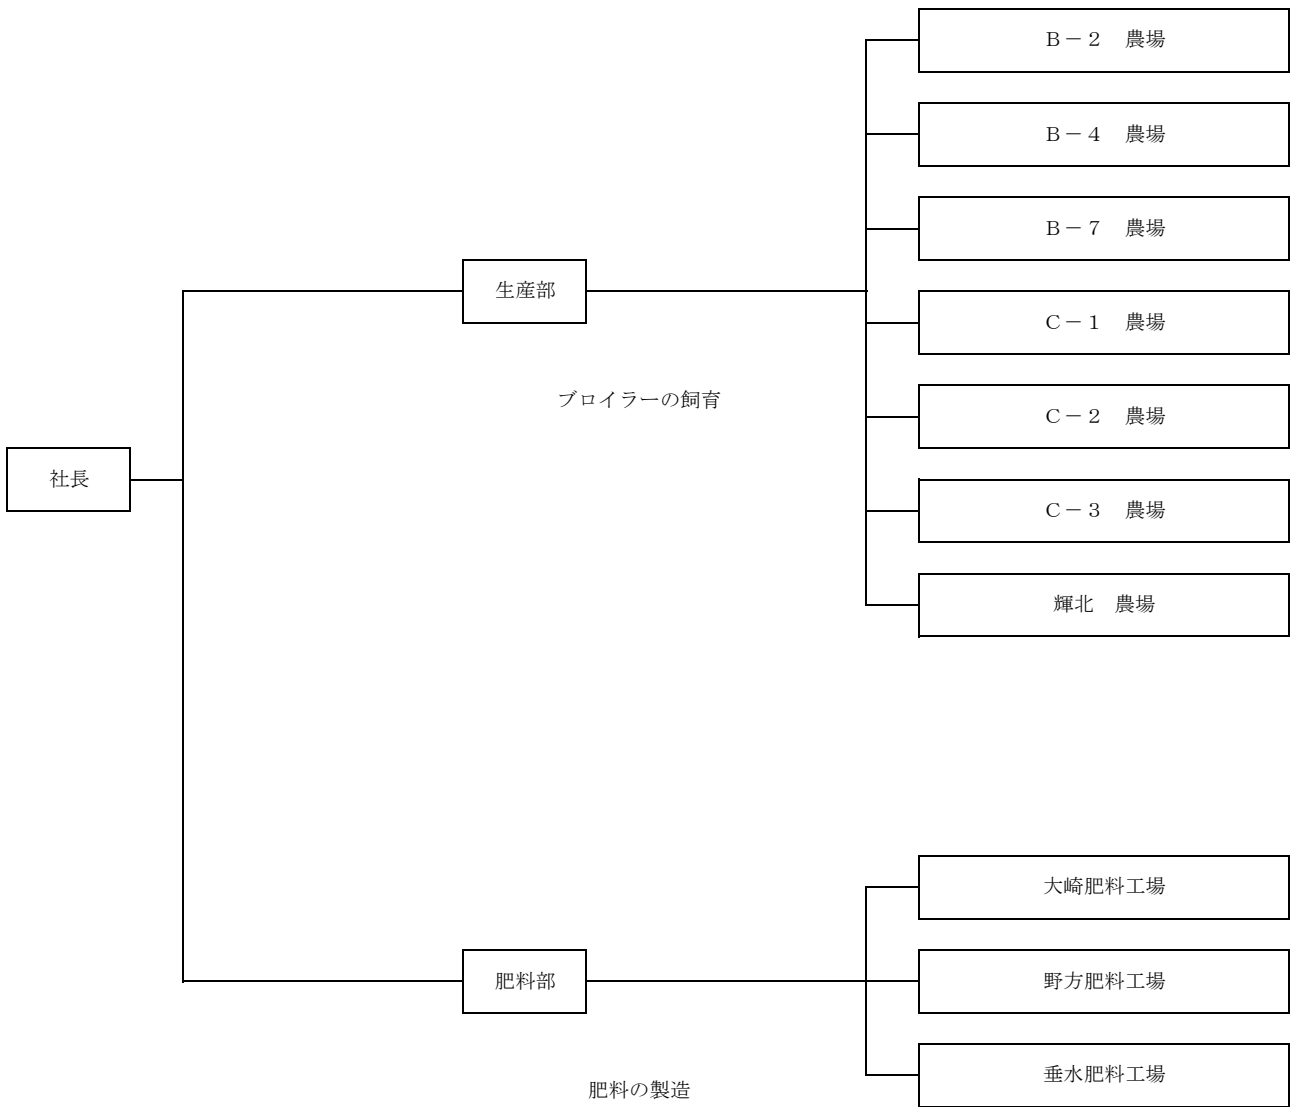 Ｂ－２　農場
Ｂ－４　農場
Ｂ－７　農場
生産部
Ｃ－１　農場
ブロイラーの飼育
Ｃ－２　農場
社長
Ｃ－３　農場
輝北　農場
大崎肥料工場
肥料部
野方肥料工場
垂水肥料工場
肥料の製造